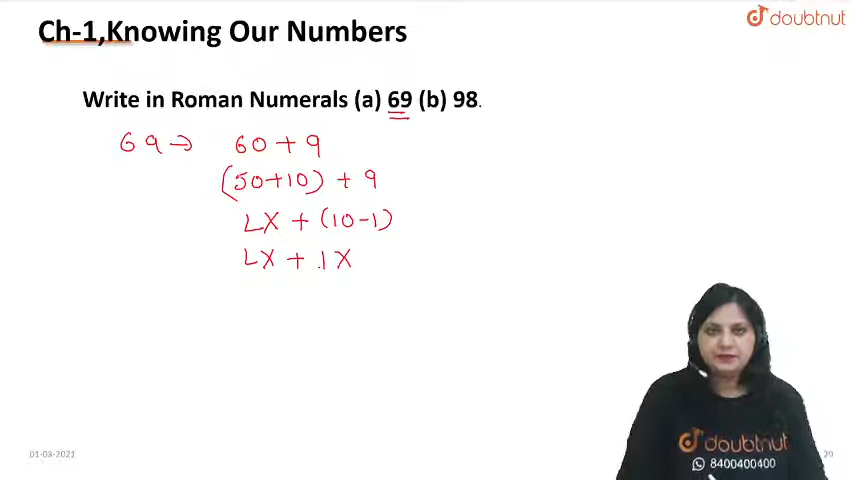 Ch-1,Knowing Our Numbers
doubtnut
Write in Roman Numerals (a) 69 (b) 98.
69 → 60 + 9
(50+10) + 9
LX + (10-1)
LX + IX
doubtnut
8400400400
01-03-2021
20